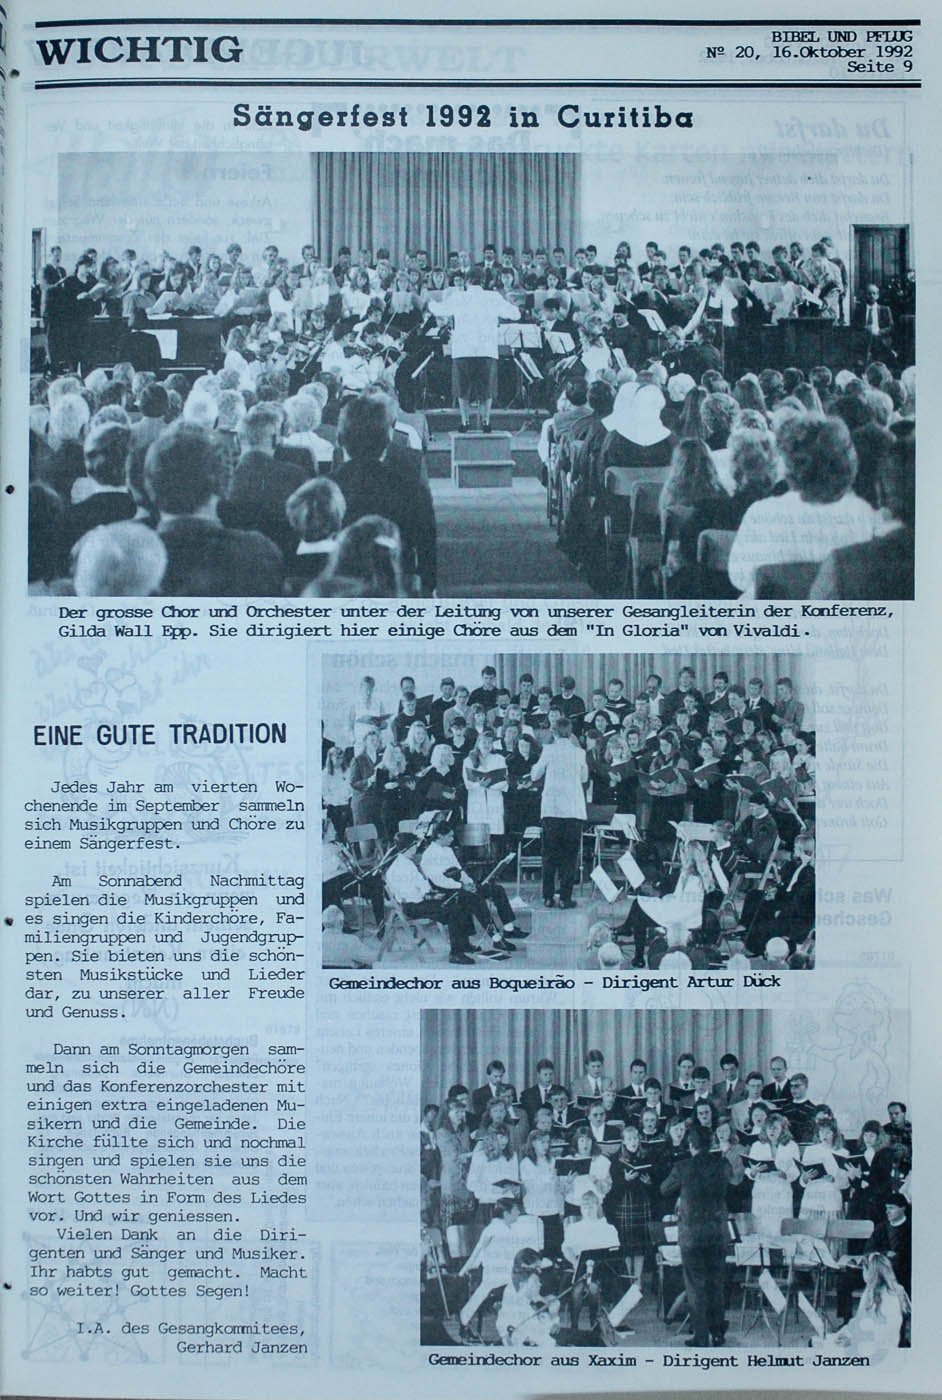 WICHTIG
BIBEL UND PFLUG
Nº 20, 16.Oktober 1992
Seite 9
Sängerfest 1992 in Curitiba
Der grosse Chor und Orchester unter der Leitung von unserer Gesangleiterin der Konferenz,
Gilda Wall Epp. Sie dirigiert hier einige Chöre aus dem "In Gloria" von Vivaldi.
EINE GUTE TRADITION
Jedes Jahr am vierten Wo-
chenende im September sammeln
sich Musikgruppen und Chöre zu
einem Sängerfest.
Am Sonnabend Nachmittag
spielen die Musikgruppen und
es singen die Kinderchöre, Fa-
miliengruppen und Jugendgrup-
pen. Sie bieten uns die schön-
sten Musikstücke und Lieder
dar, zu unserer aller Freude
und Genuss.
Dann am Sonntagmorgen sam-
meln sich die Gemeindechöre
und das Konferenzorchester mit
einigen extra eingeladenen Mu-
sikern und die Gemeinde. Die
Kirche füllte sich und nochmal
singen und spielen sie uns die
schönsten Wahrheiten aus dem
Wort Gottes in Form des Liedes
vor. Und wir geniessen.
Vielen Dank an die Diri-
genten und Sänger und Musiker.
Ihr habts gut gemacht. Macht
so weiter! Gottes Segen!
I.A. des Gesangkommitees,
Gerhard Janzen
Gemeindechor aus Boqueirão - Dirigent Artur Dück
Gemeindechor aus Xaxim - Dirigent Helmut Janzen